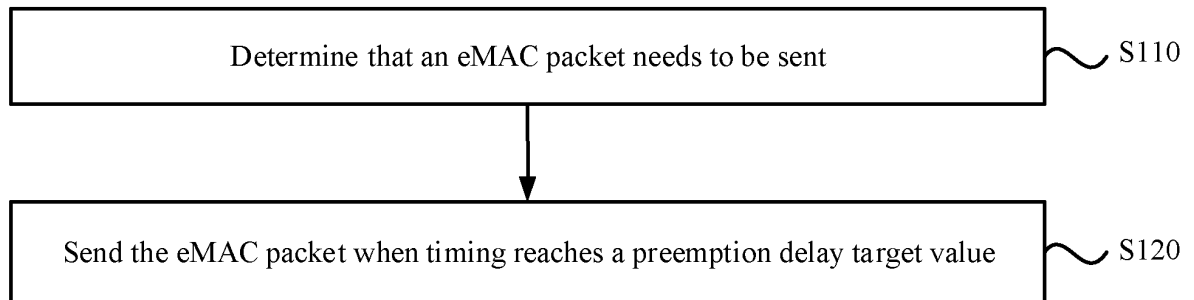 Determine that an eMAC packet needs to be sent
S110
Send the eMAC packet when timing reaches a preemption delay target value
S120